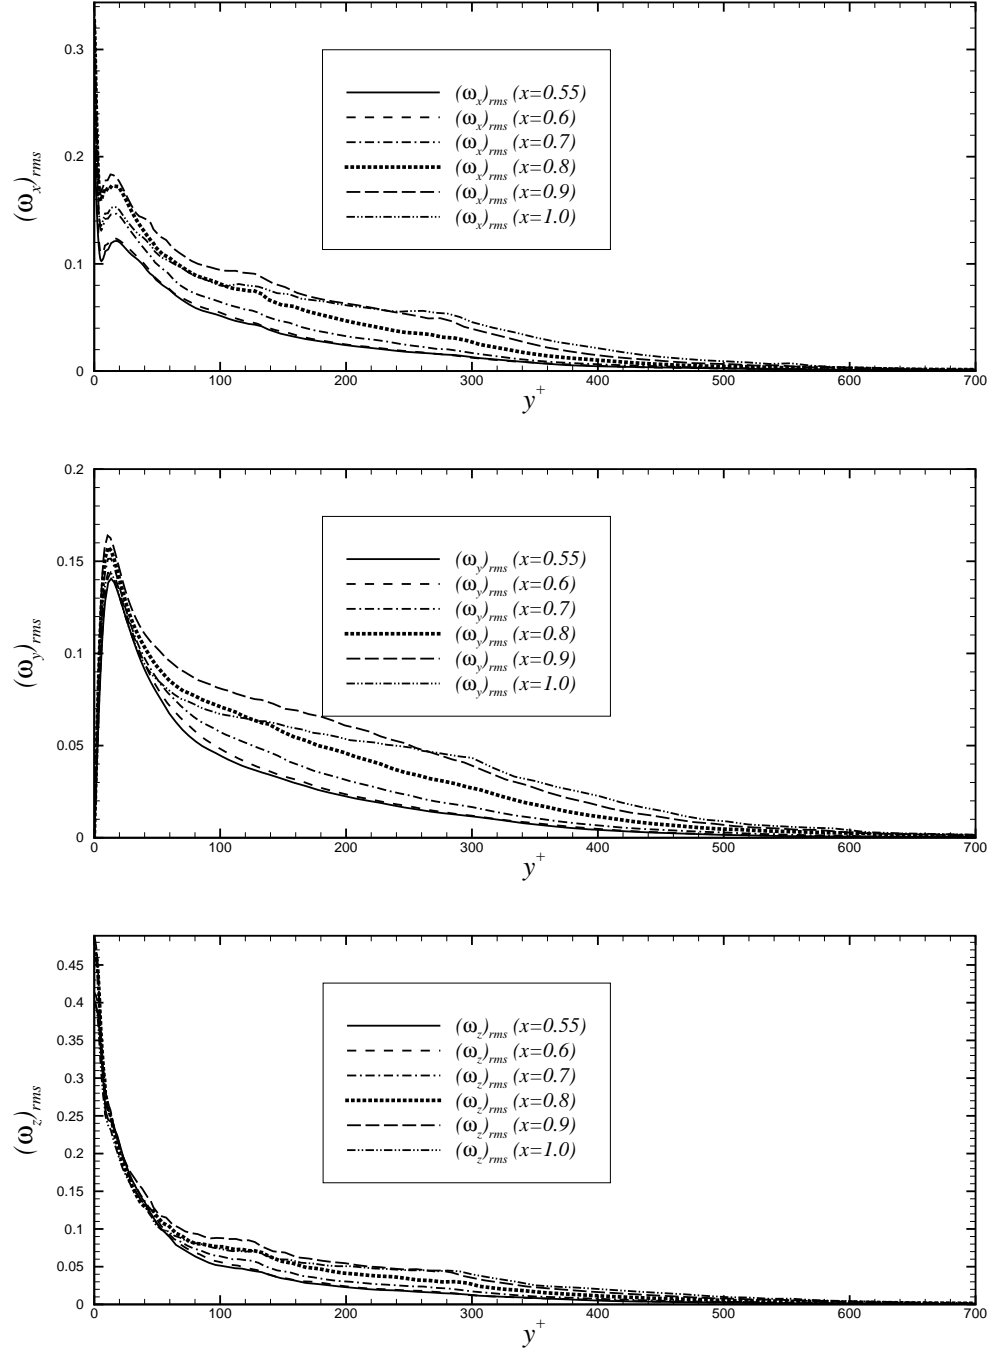 0.3
0.2
0.1
0
(ω_x)_rms
(ω_x)_rms (x=0.55)
(ω_x)_rms (x=0.6)
(ω_x)_rms (x=0.7)
(ω_x)_rms (x=0.8)
(ω_x)_rms (x=0.9)
(ω_x)_rms (x=1.0)
0 100 200 300 400 500 600 700
y^+
0.2
0.15
0.1
0.05
0
(ω_y)_rms
(ω_y)_rms (x=0.55)
(ω_y)_rms (x=0.6)
(ω_y)_rms (x=0.7)
(ω_y)_rms (x=0.8)
(ω_y)_rms (x=0.9)
(ω_y)_rms (x=1.0)
0 100 200 300 400 500 600 700
y^+
0.45
0.4
0.35
0.3
0.25
0.2
0.15
0.1
0.05
0
(ω_z)_rms
(ω_z)_rms (x=0.55)
(ω_z)_rms (x=0.6)
(ω_z)_rms (x=0.7)
(ω_z)_rms (x=0.8)
(ω_z)_rms (x=0.9)
(ω_z)_rms (x=1.0)
0 100 200 300 400 500 600 700
y^+